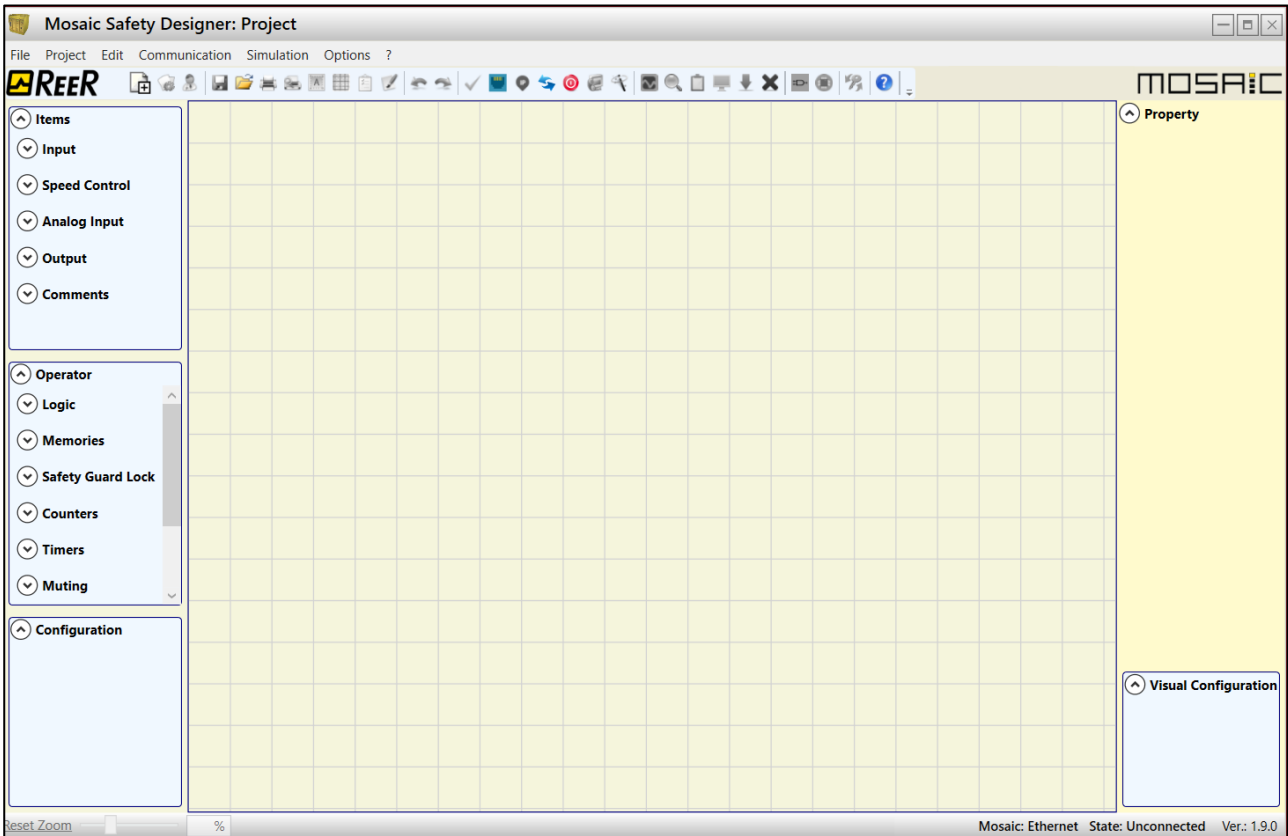 Mosaic Safety Designer: Project
File Project Edit Communication Simulation Options ?
REER
MOSAIC
Items
Input
Speed Control
Analog Input
Output
Comments
Operator
Logic
Memories
Safety Guard Lock
Counters
Timers
Muting
Configuration
Property
Visual Configuration
Reset Zoom
%
Mosaic: Ethernet State: Unconnected Ver.: 1.9.0